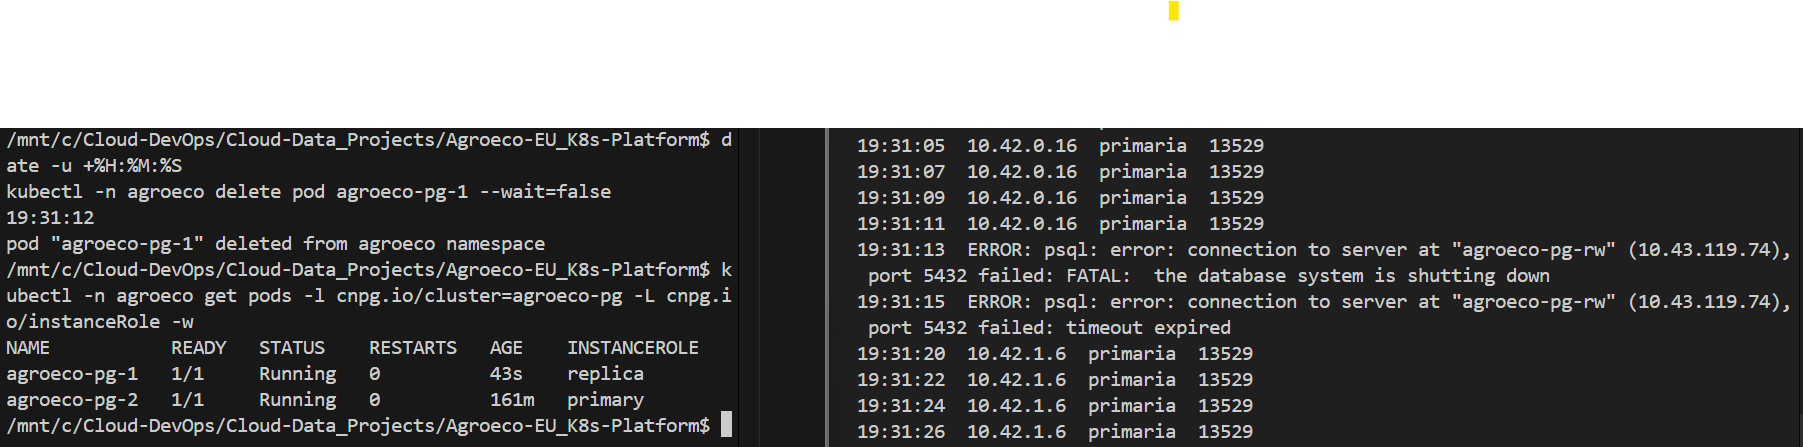 /mnt/c/Cloud-DevOps/Cloud-Data_Projects/Agroeco-EU_K8s-Platform$ d
ate -u +%H:%M:%S
kubectl -n agroeco delete pod agroeco-pg-1 --wait=false
19:31:12
pod "agroeco-pg-1" deleted from agroeco namespace
/mnt/c/Cloud-DevOps/Cloud-Data_Projects/Agroeco-EU_K8s-Platform$ k
ubectl -n agroeco get pods -l cnpg.io/cluster=agroeco-pg -L cnpg.i
o/instanceRole -w
NAME READY STATUS RESTARTS AGE INSTANCEROLE
agroeco-pg-1 1/1 Running 0 43s replica
agroeco-pg-2 1/1 Running 0 161m primary
/mnt/c/Cloud-DevOps/Cloud-Data_Projects/Agroeco-EU_K8s-Platform$
19:31:05 10.42.0.16 primaria 13529
19:31:07 10.42.0.16 primaria 13529
19:31:09 10.42.0.16 primaria 13529
19:31:11 10.42.0.16 primaria 13529
19:31:13 ERROR: psql: error: connection to server at "agroeco-pg-rw" (10.43.119.74),
port 5432 failed: FATAL: the database system is shutting down
19:31:15 ERROR: psql: error: connection to server at "agroeco-pg-rw" (10.43.119.74),
port 5432 failed: timeout expired
19:31:20 10.42.1.6 primaria 13529
19:31:22 10.42.1.6 primaria 13529
19:31:24 10.42.1.6 primaria 13529
19:31:26 10.42.1.6 primaria 13529